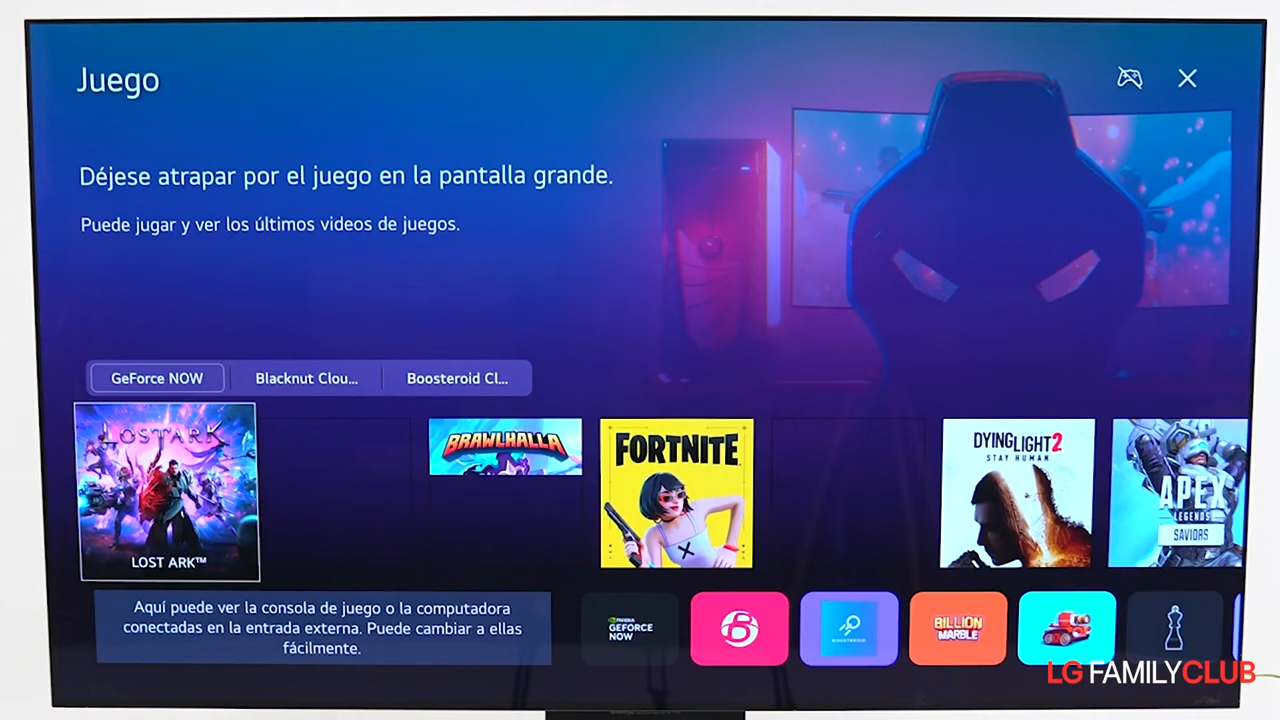 Juego
Déjese atrapar por el juego en la pantalla grande.
Puede jugar y ver los últimos videos de juegos.
GeForce NOW
Blacknut Clou...
Boosteroid Cl...
LOST ARK
LOST ARK™
BRAWLHALLA
FORTNITE
DYING LIGHT 2
STAY HUMAN
APEX
LEGENDS
SAVIORS
Aquí puede ver la consola de juego o la computadora
conectadas en la entrada externa. Puede cambiar a ellas
fácilmente.
NVIDIA
GEFORCE
NOW
BOOSTEROID
BILLION
MARBLE
LG FAMILYCLUB